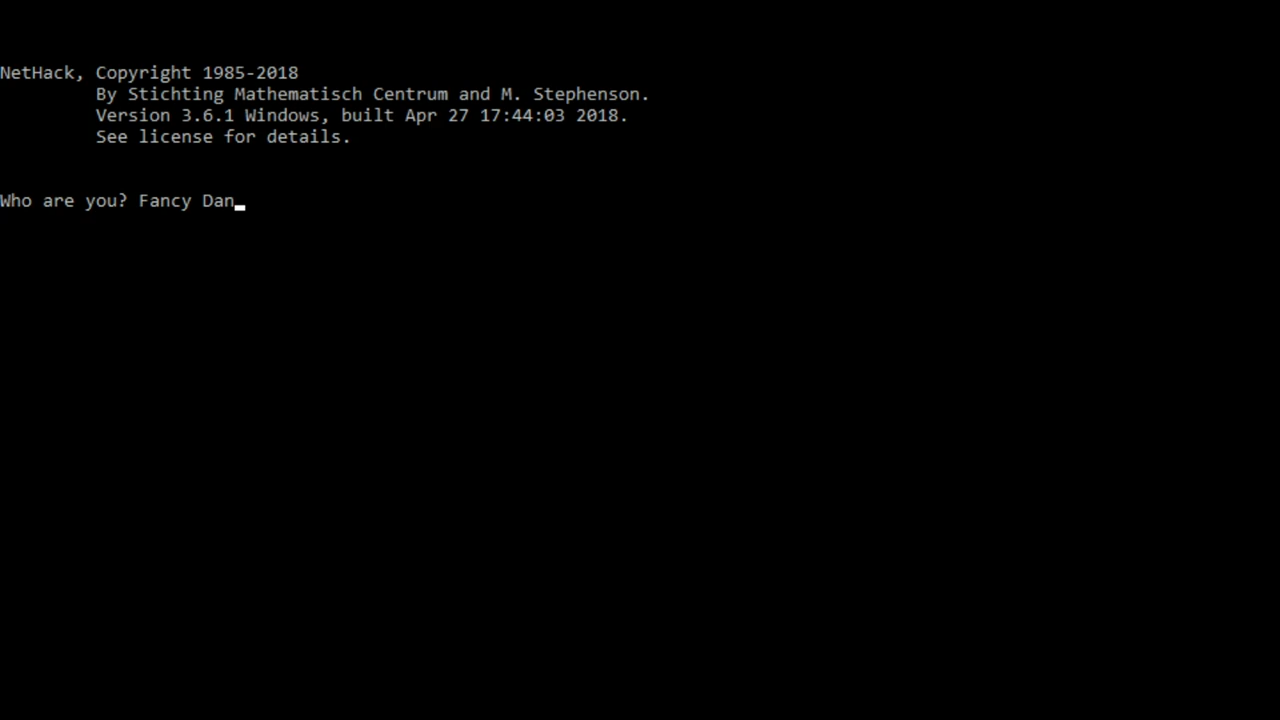 NetHack, Copyright 1985-2018
By Stichting Mathematisch Centrum and M. Stephenson.
Version 3.6.1 Windows, built Apr 27 17:44:03 2018.
See license for details.
Who are you? Fancy Dan